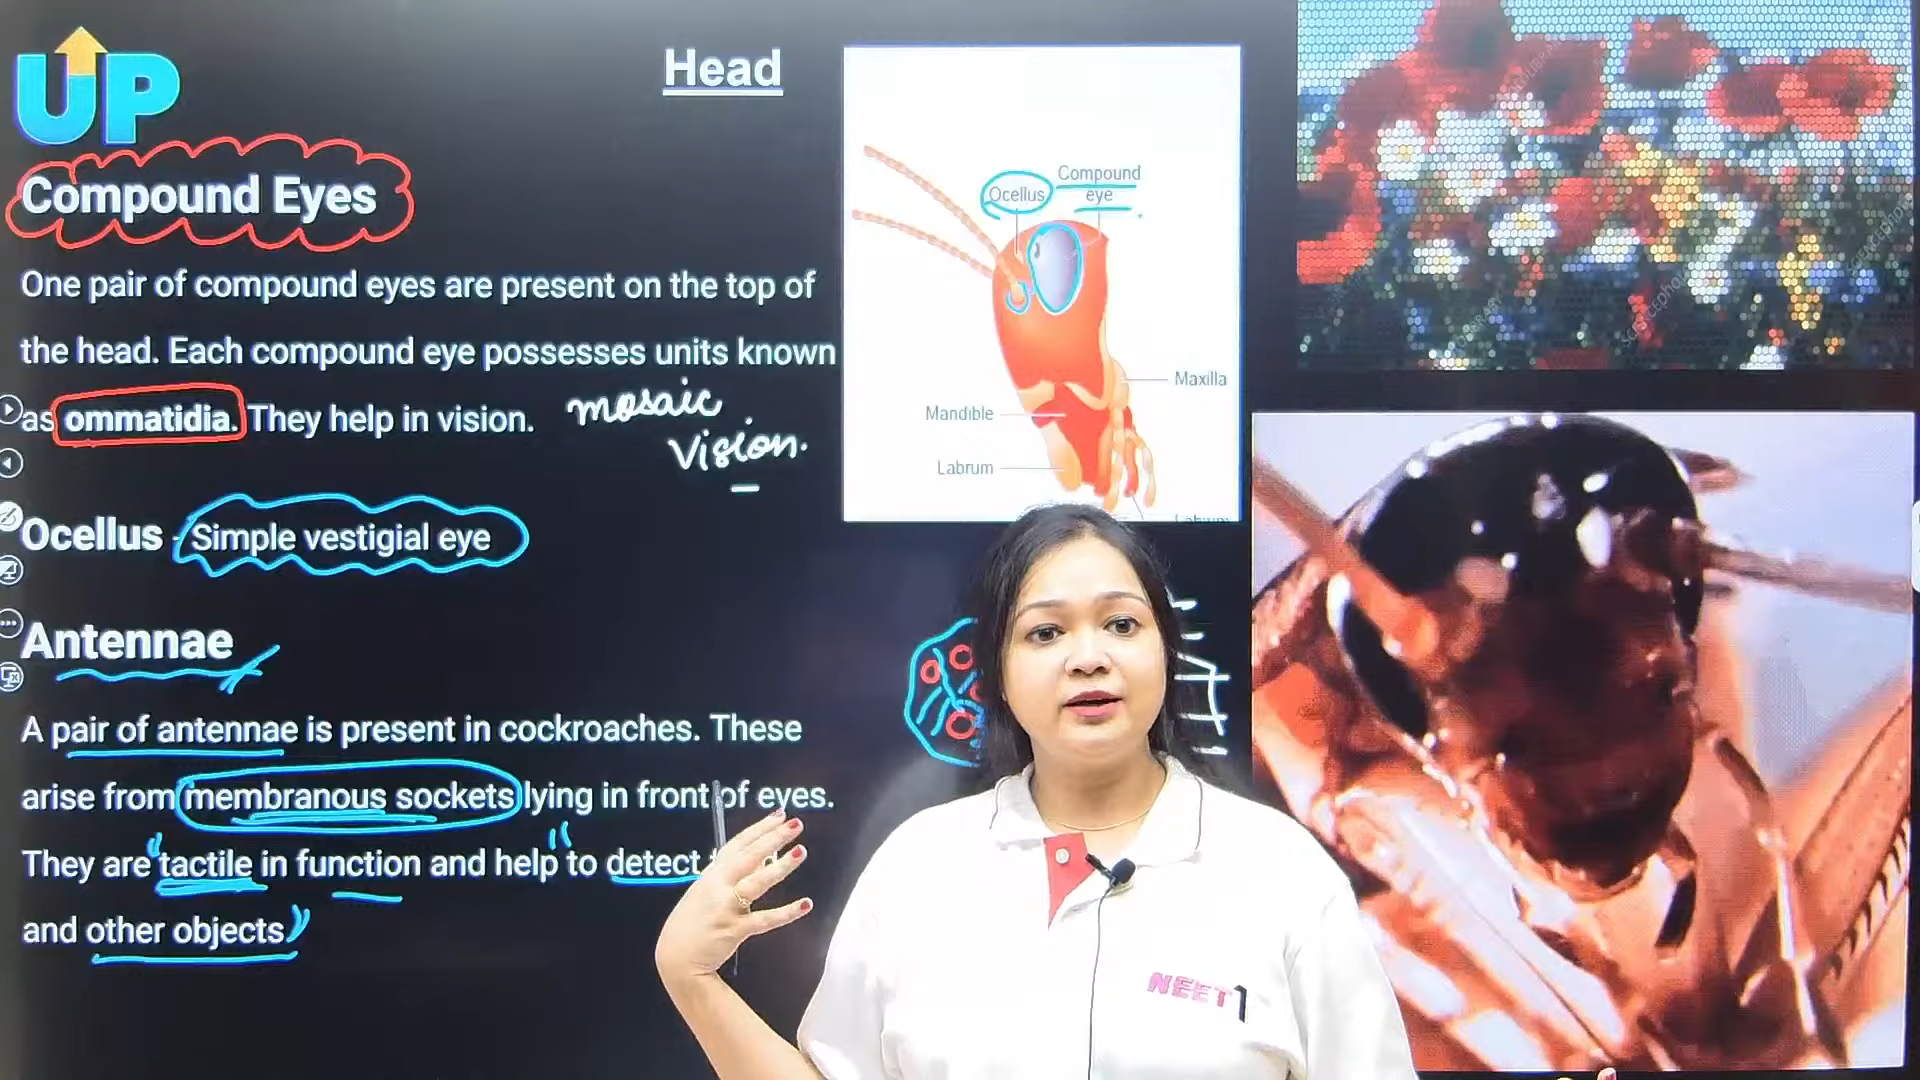 UP
Head
Compound Eyes
One pair of compound eyes are present on the top of
the head. Each compound eye possesses units known
as ommatidia. They help in vision.
mosaic
vision.
Ocellus - Simple vestigial eye
Antennae
A pair of antennae is present in cockroaches. These
arise from membranous sockets lying in front of eyes.
They are "tactile in function and help" to detect
and other objects
Ocellus
Compound
eye
Maxilla
Mandible
Labrum
NEET